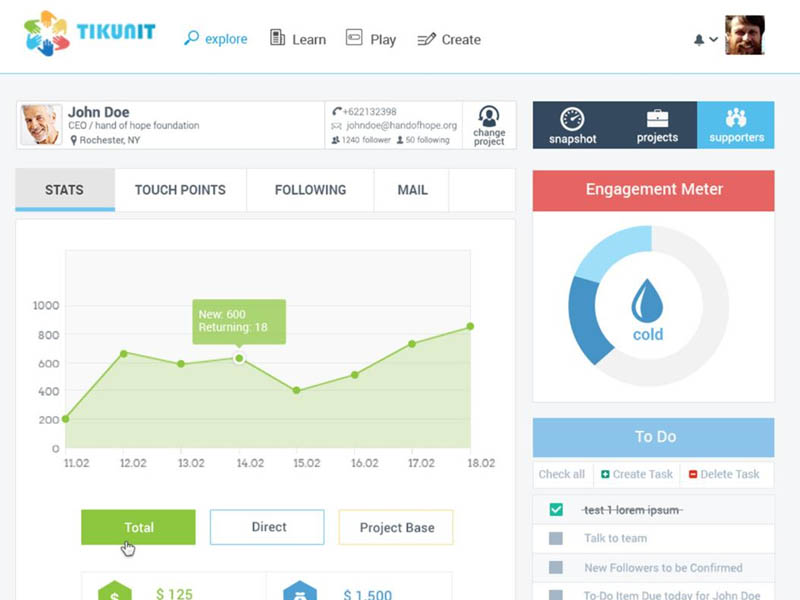 TIKUNIT
explore
Learn
Play
Create
John Doe
CEO / hand of hope foundation
Rochester, NY
+622132398
johndoe@handofhope.org
1240 follower
50 following
change
project
snapshot
projects
supporters
STATS
TOUCH POINTS
FOLLOWING
MAIL
Engagement Meter
1000
800
600
400
200
0
New: 600
Returning: 18
11.02
12.02
13.02
14.02
15.02
16.02
17.02
18.02
cold
Total
Direct
Project Base
$ 125
$ 1,500
To Do
Check all
Create Task
Delete Task
test 1 lorem ipsum
Talk to team
New Followers to be Confirmed
To-Do Item Due today for John Doe